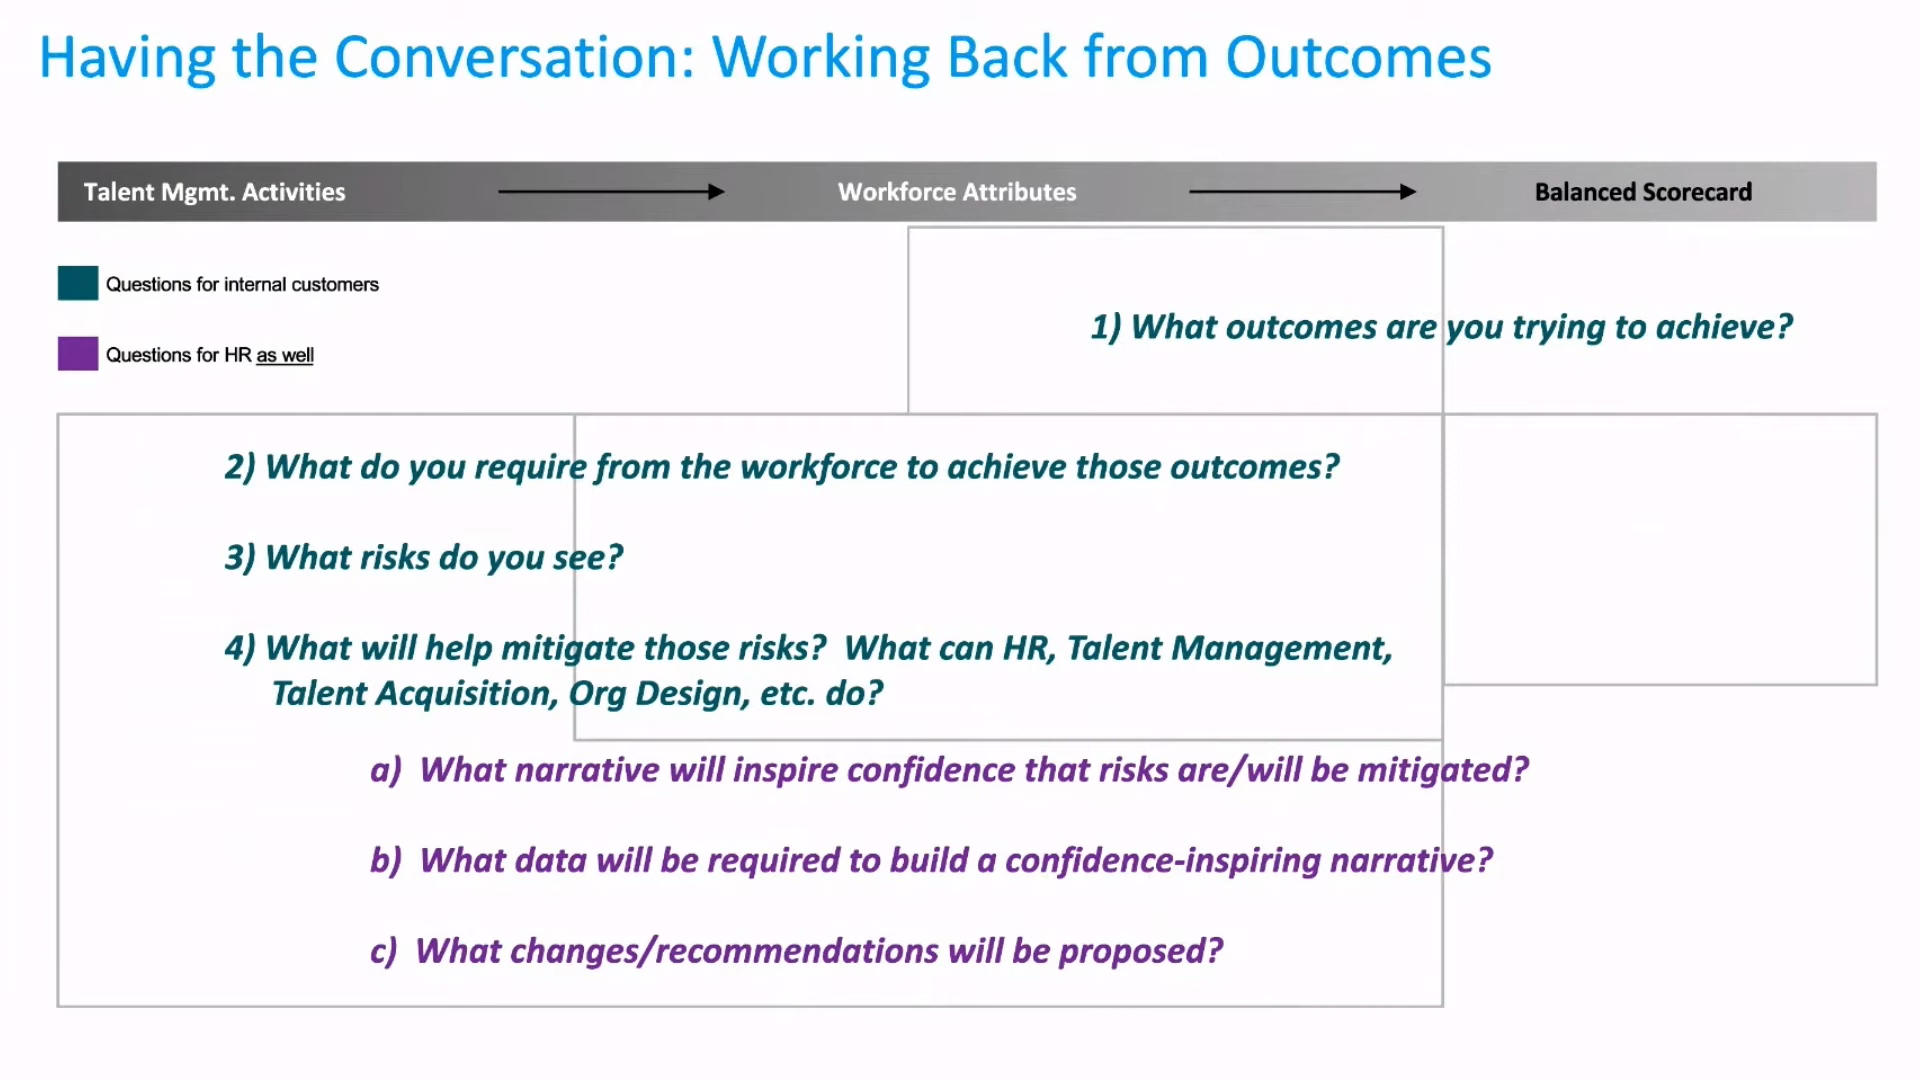 Having the Conversation: Working Back from Outcomes
Talent Mgmt. Activities
Workforce Attributes
Balanced Scorecard
Questions for internal customers
Questions for HR as well
1) What outcomes are you trying to achieve?
2) What do you require from the workforce to achieve those outcomes?
3) What risks do you see?
4) What will help mitigate those risks? What can HR, Talent Management,
Talent Acquisition, Org Design, etc. do?
a) What narrative will inspire confidence that risks are/will be mitigated?
b) What data will be required to build a confidence-inspiring narrative?
c) What changes/recommendations will be proposed?